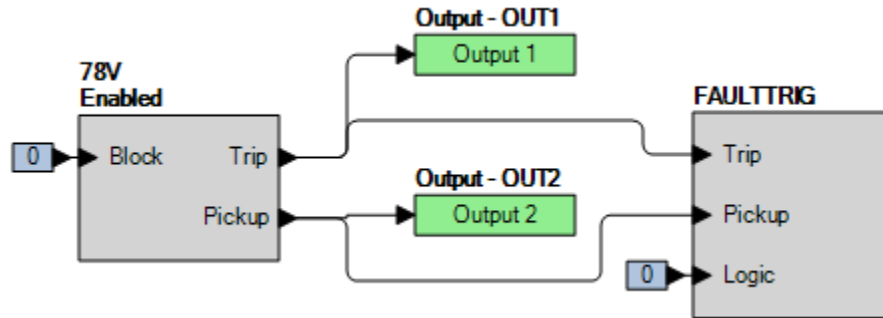 Output - OUT1
Output 1
78V
Enabled
FAULTTRIG
0
Block
Trip
Trip
Output - OUT2
Pickup
Output 2
Pickup
0
Logic